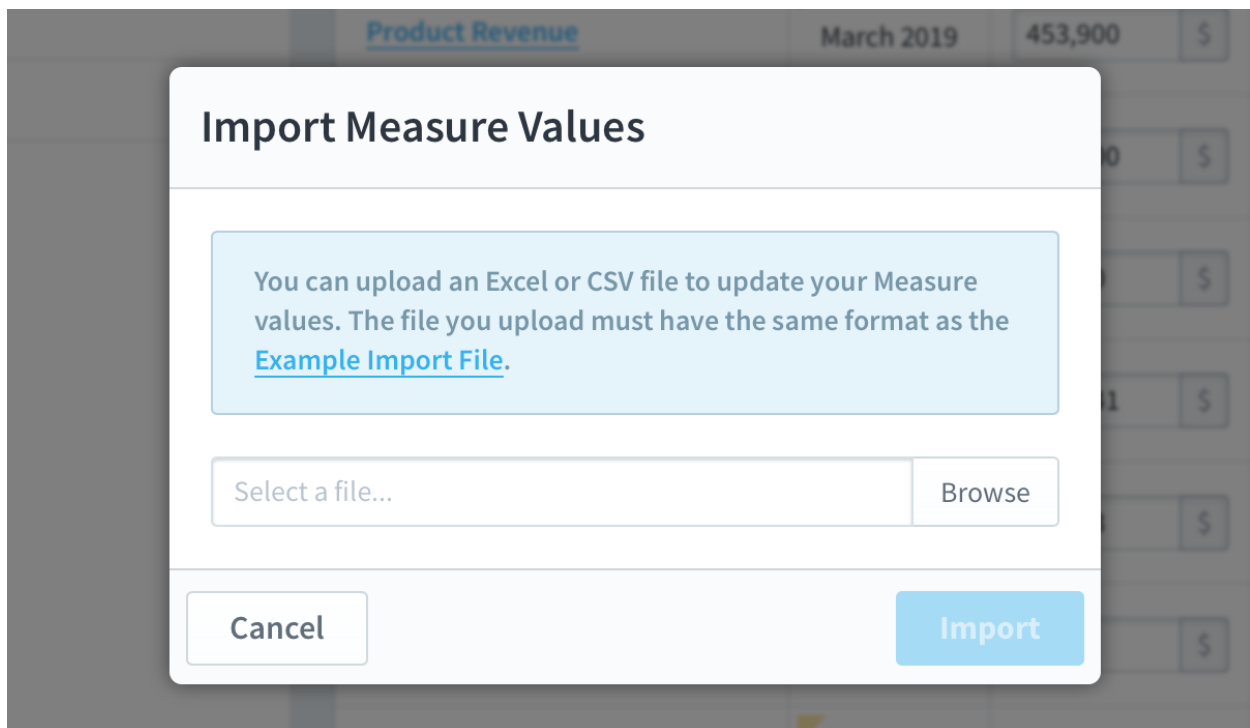 Product Revenue
March 2019
453,900
$
Import Measure Values
$
You can upload an Excel or CSV file to update your Measure
values. The file you upload must have the same format as the
Example Import File.
$
$
Select a file...
Browse
$
Cancel
Import
$